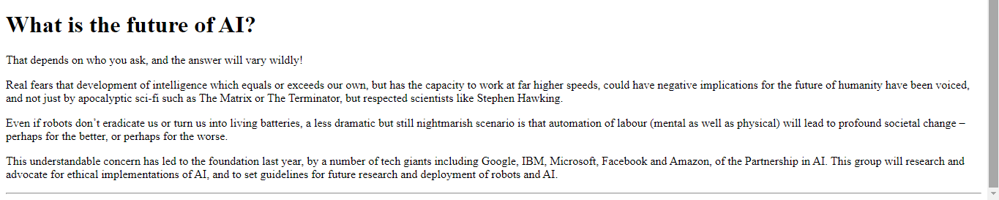 What is the future of AI?
That depends on who you ask, and the answer will vary wildly!
Real fears that development of intelligence which equals or exceeds our own, but has the capacity to work at far higher speeds, could have negative implications for the future of humanity have been voiced,
and not just by apocalyptic sci-fi such as The Matrix or The Terminator, but respected scientists like Stephen Hawking.
Even if robots don’t eradicate us or turn us into living batteries, a less dramatic but still nightmarish scenario is that automation of labour (mental as well as physical) will lead to profound societal change –
perhaps for the better, or perhaps for the worse.
This understandable concern has led to the foundation last year, by a number of tech giants including Google, IBM, Microsoft, Facebook and Amazon, of the Partnership in AI. This group will research and
advocate for ethical implementations of AI, and to set guidelines for future research and deployment of robots and AI.